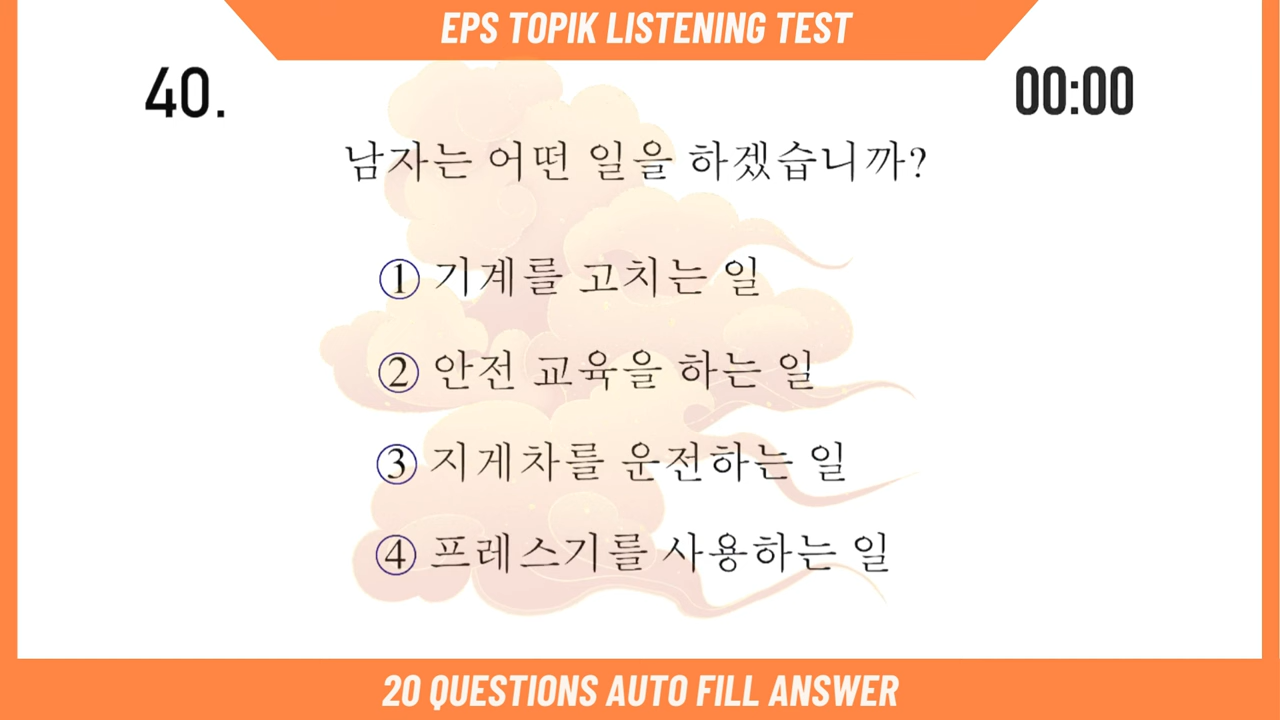 EPS TOPIK LISTENING TEST
40.
00:00
남자는 어떤 일을 하겠습니까?
① 기계를 고치는 일
② 안전 교육을 하는 일
③ 지게차를 운전하는 일
④ 프레스기를 사용하는 일
20 QUESTIONS AUTO FILL ANSWER